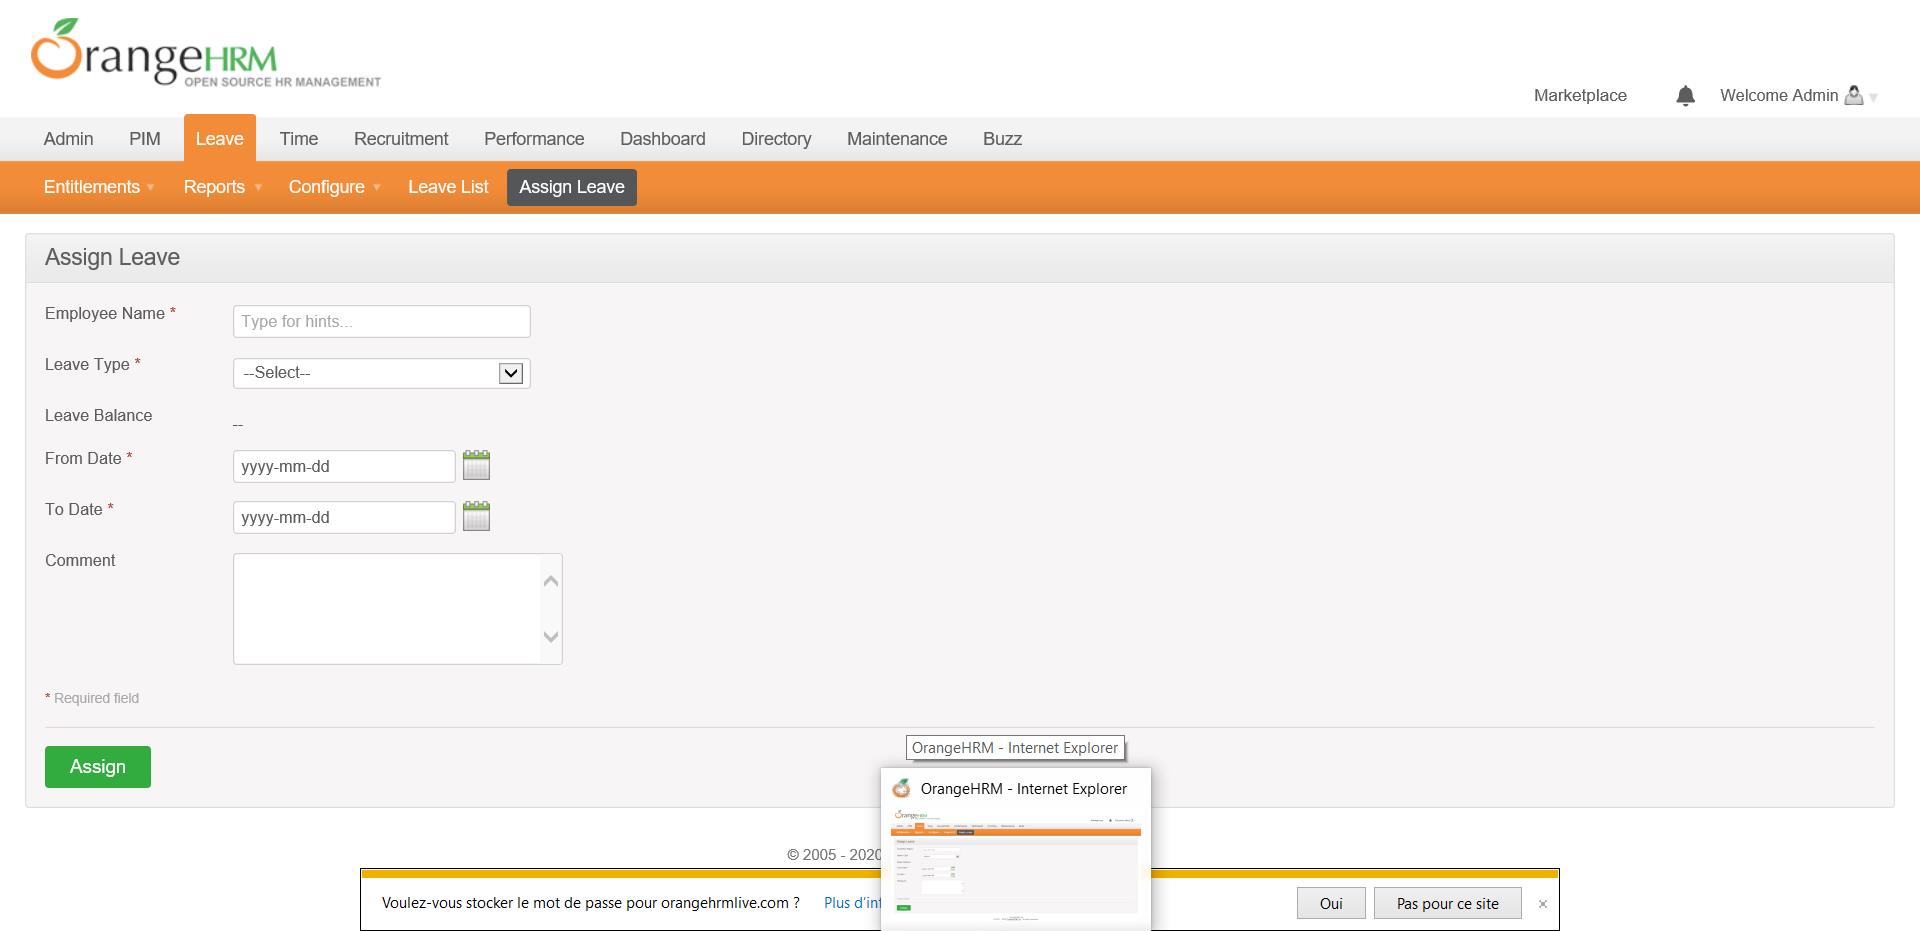 OrangeHRM
OPEN SOURCE HR MANAGEMENT
Marketplace
Welcome Admin
Admin
PIM
Leave
Time
Recruitment
Performance
Dashboard
Directory
Maintenance
Buzz
Entitlements
Reports
Configure
Leave List
Assign Leave
Assign Leave
Employee Name *
Type for hints...
Leave Type *
--Select--
Leave Balance
--
From Date *
yyyy-mm-dd
To Date *
yyyy-mm-dd
Comment
* Required field
Assign
OrangeHRM - Internet Explorer
OrangeHRM - Internet Explorer
© 2005 - 2020
Voulez-vous stocker le mot de passe pour orangehrmlive.com ?
Plus d'in
Oui
Pas pour ce site